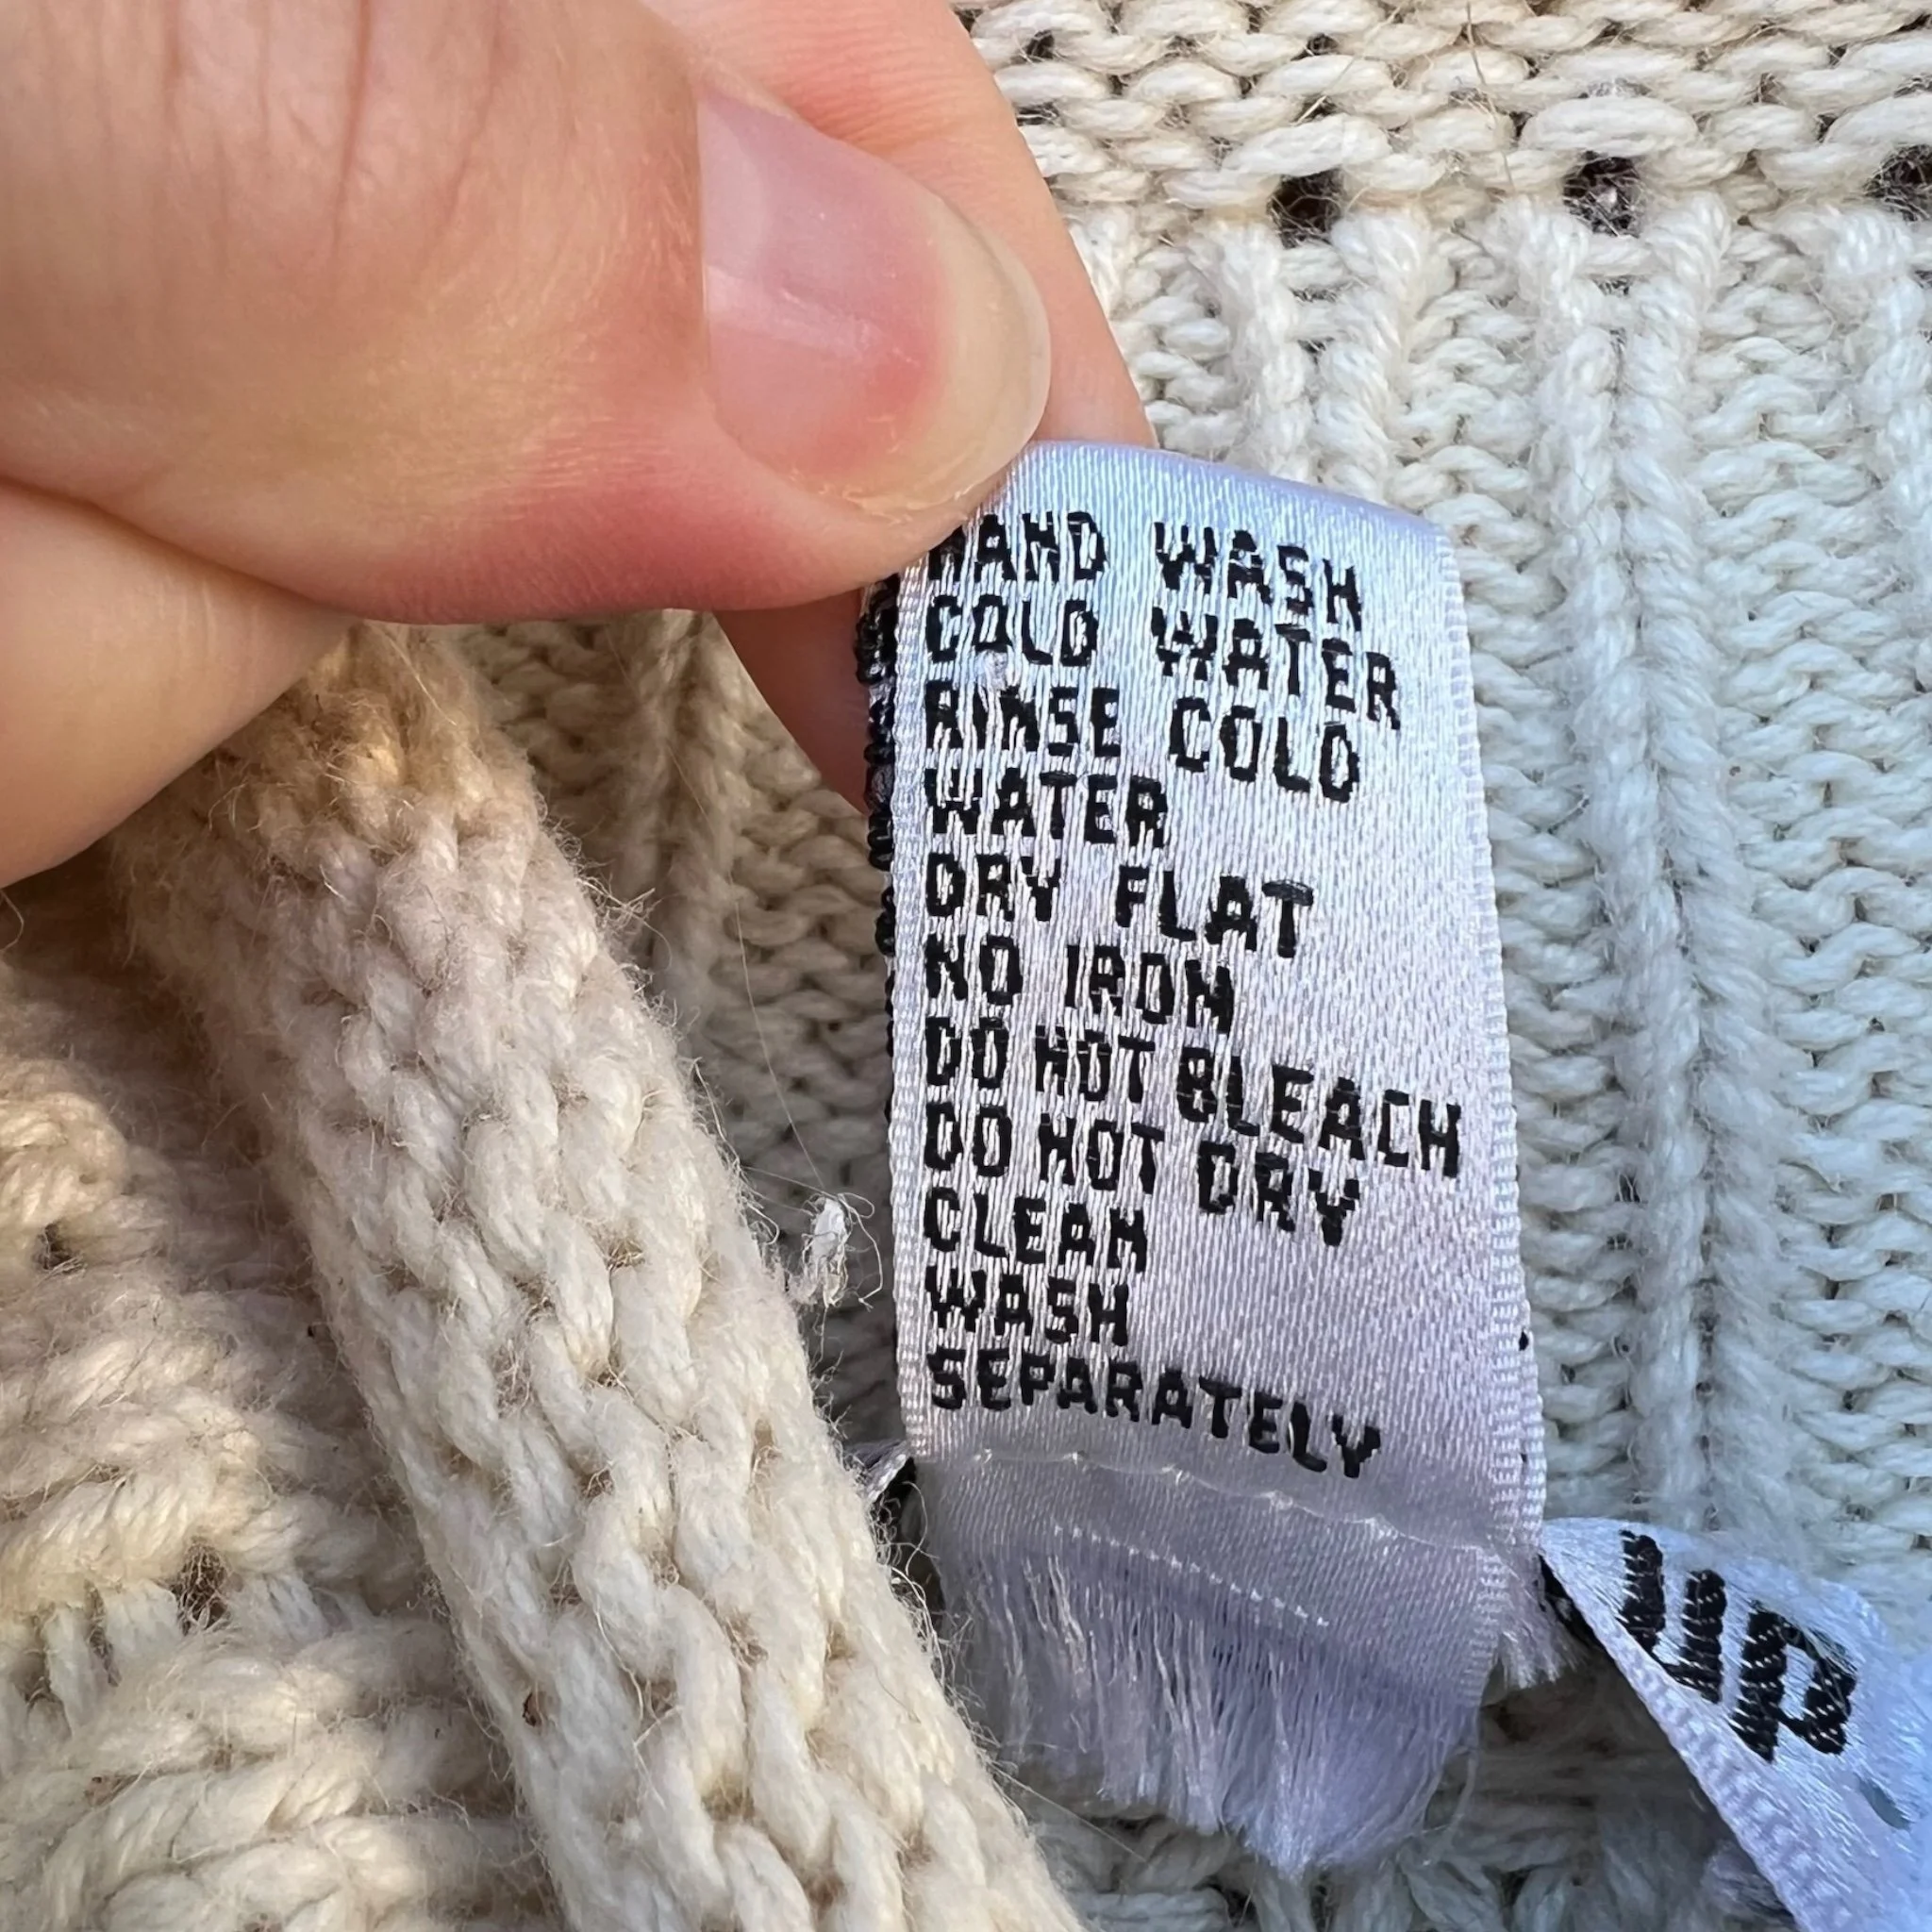 HAND WASH
COLD WATER
RINSE COLD
WATER
DRY FLAT
NO IRON
DO NOT BLEACH
DO NOT DRY
CLEAN
WASH
SEPARATELY
UP